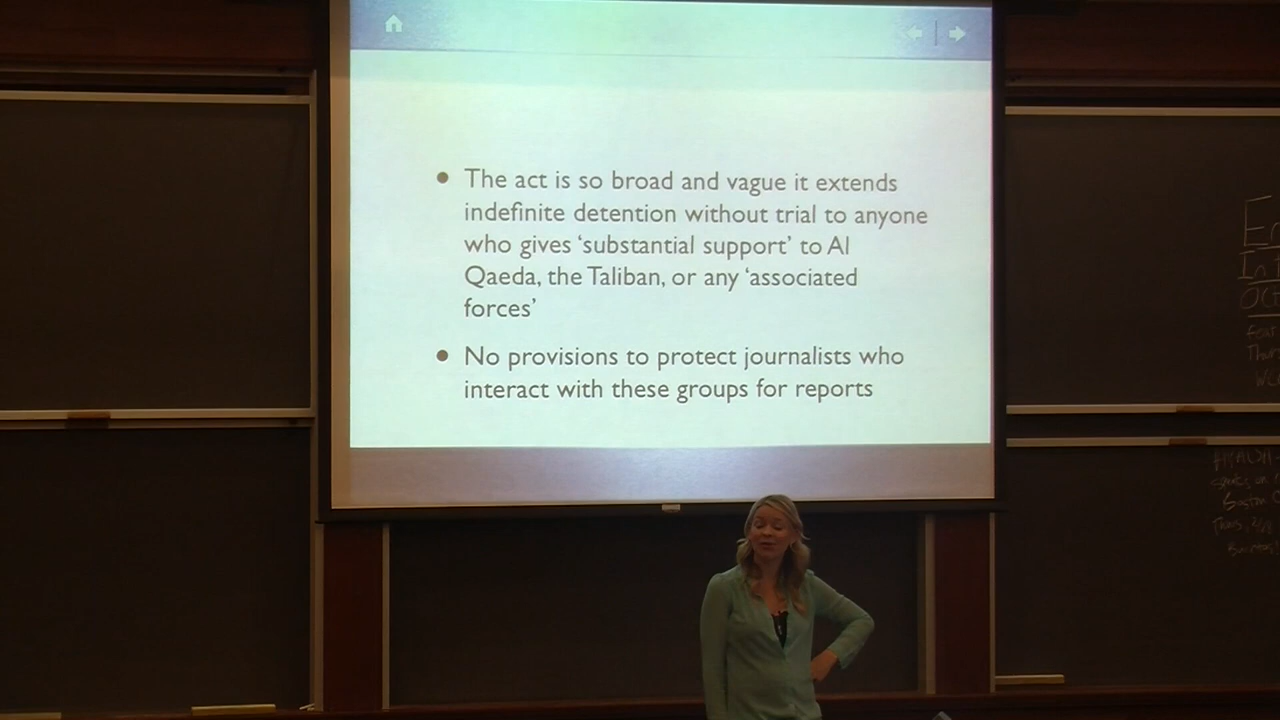 • The act is so broad and vague it extends
indefinite detention without trial to anyone
who gives ‘substantial support’ to Al
Qaeda, the Taliban, or any ‘associated
forces’
• No provisions to protect journalists who
interact with these groups for reports